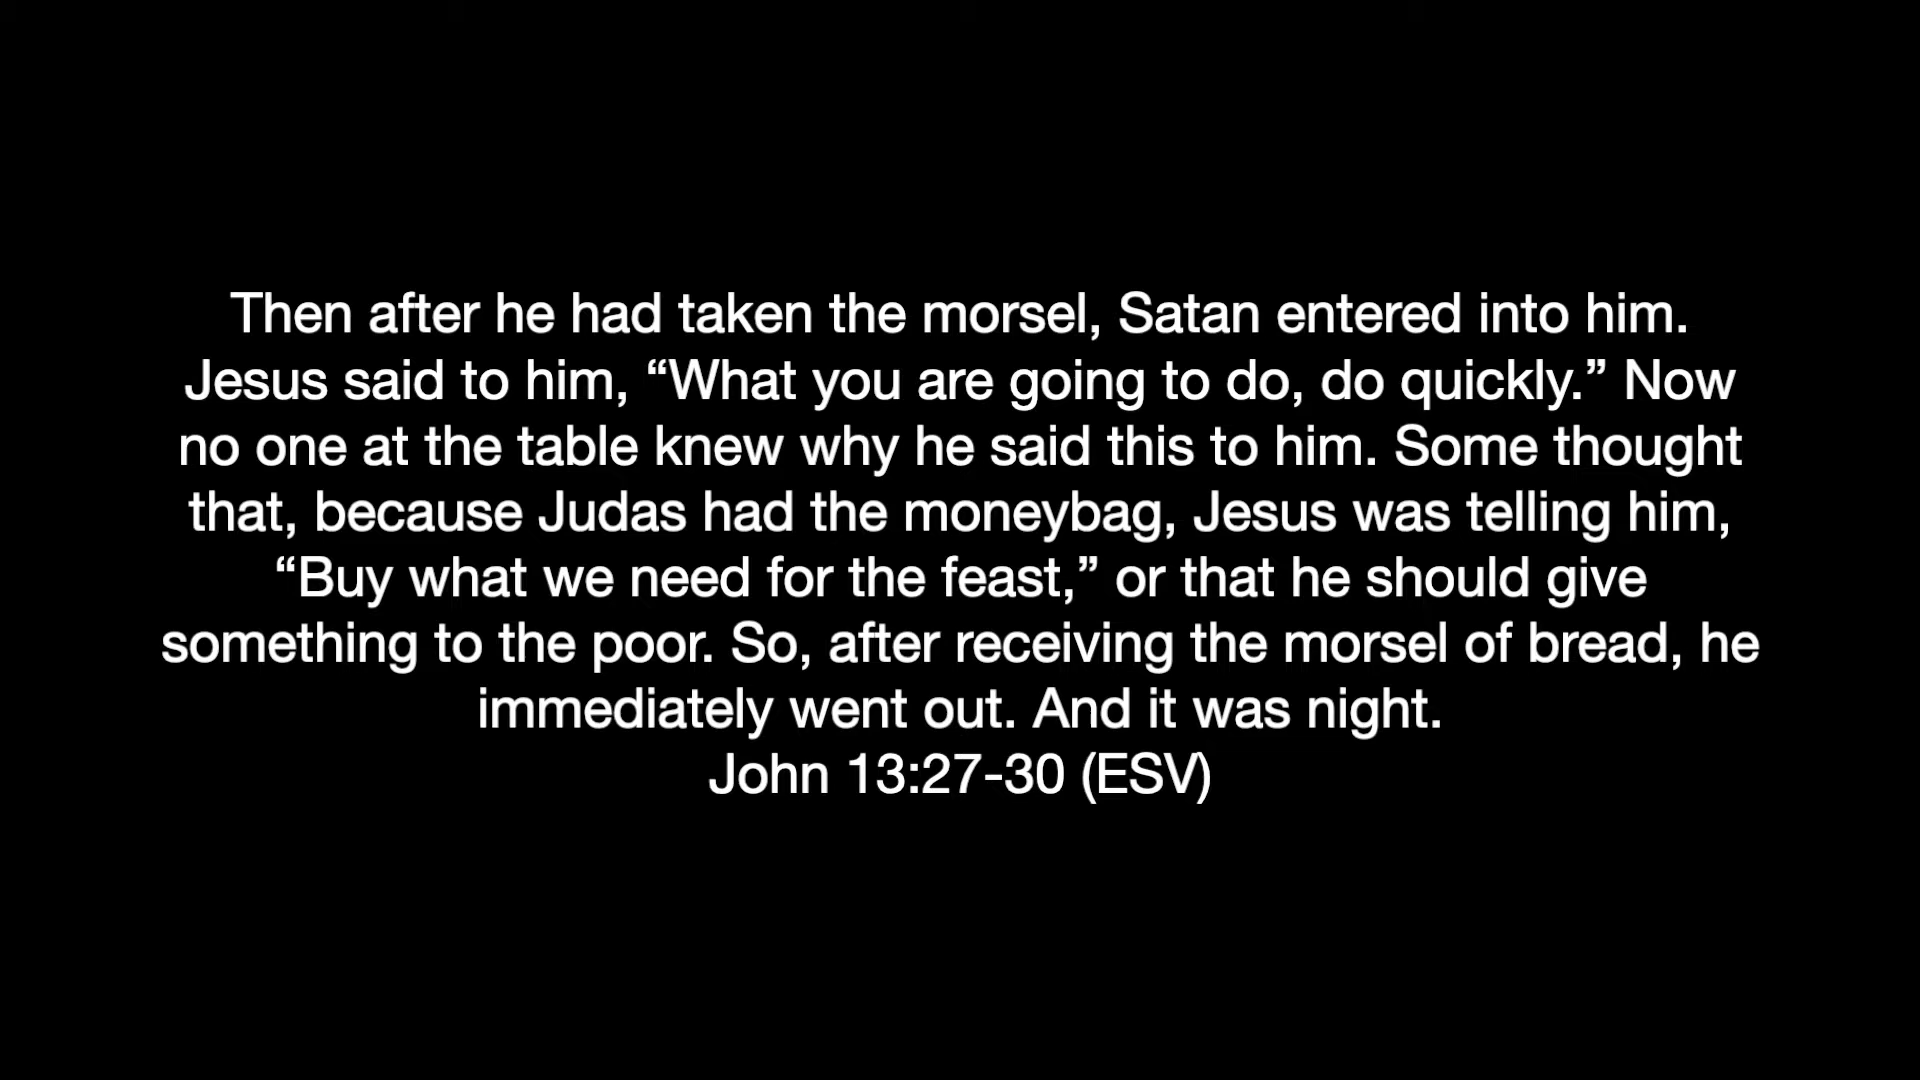 Then after he had taken the morsel, Satan entered into him.
Jesus said to him, “What you are going to do, do quickly.” Now
no one at the table knew why he said this to him. Some thought
that, because Judas had the moneybag, Jesus was telling him,
“Buy what we need for the feast,” or that he should give
something to the poor. So, after receiving the morsel of bread, he
immediately went out. And it was night.
John 13:27-30 (ESV)